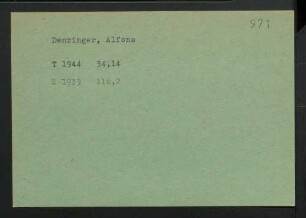 971
Denzinger, Alfons
T 1944 34,14
E 1933 116,2